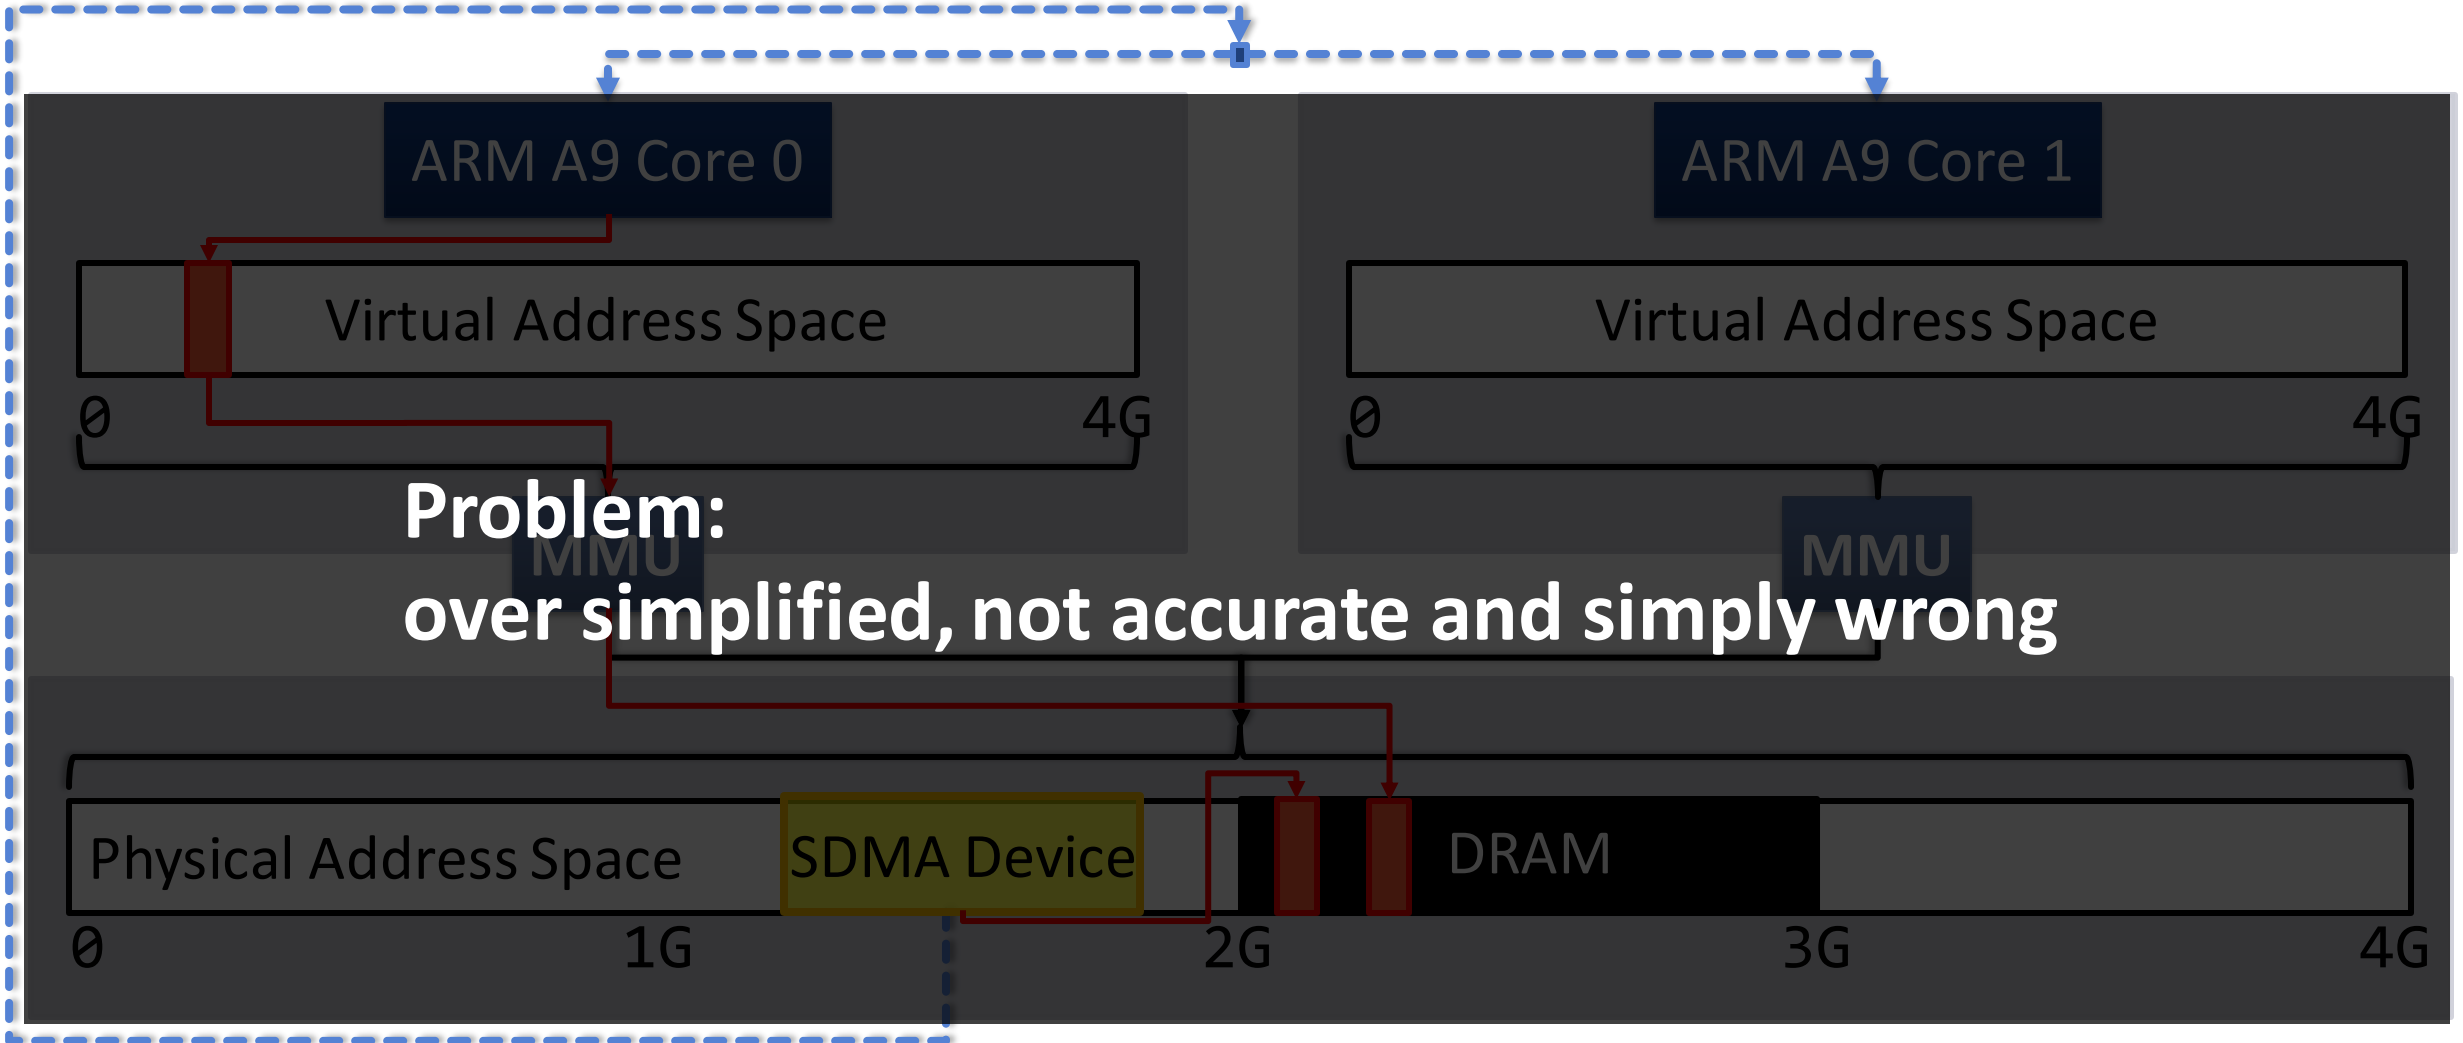 ARM A9 Core 0
ARM A9 Core 1
Virtual Address Space
Virtual Address Space
0
4G
0
4G
Problem:
MMU
MMU
over simplified, not accurate and simply wrong
Physical Address Space
SDMA Device
DRAM
0
1G
2G
3G
4G